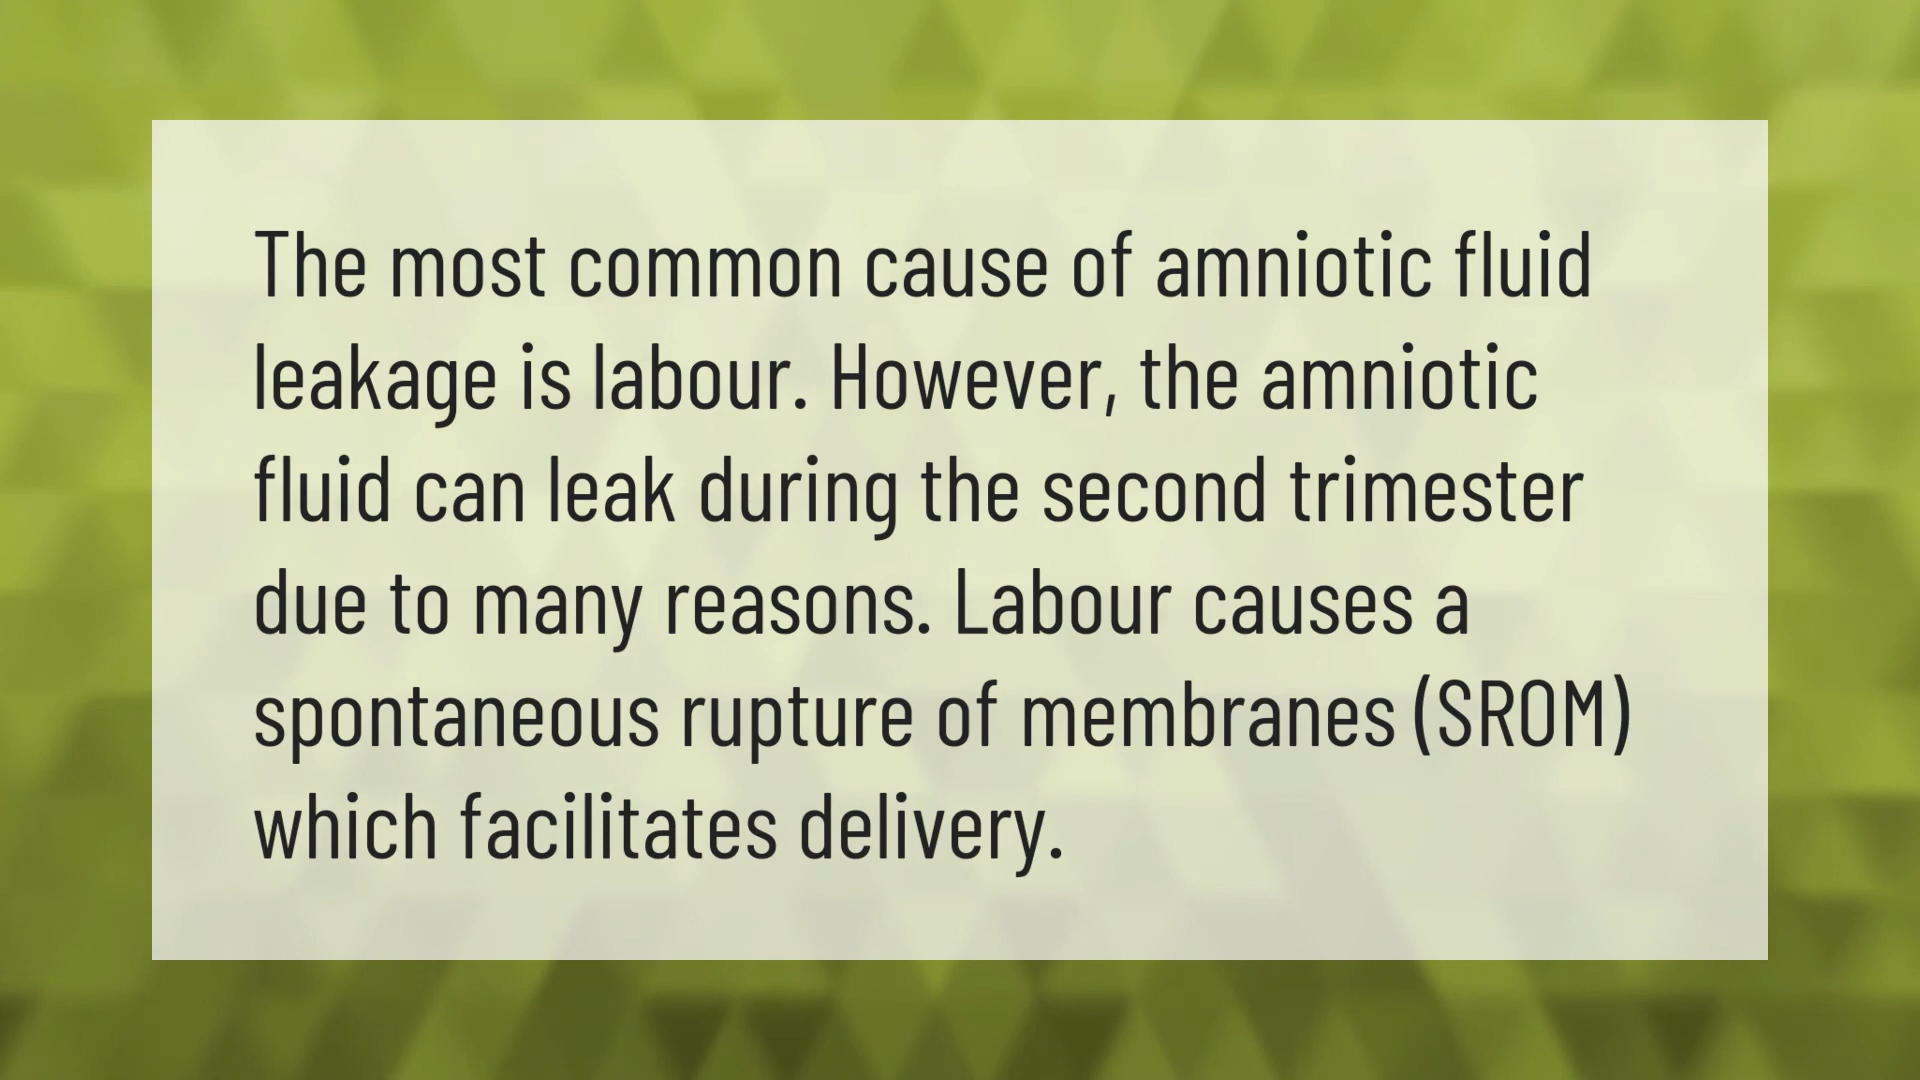 The most common cause of amniotic fluid
leakage is labour. However, the amniotic
fluid can leak during the second trimester
due to many reasons. Labour causes a
spontaneous rupture of membranes (SROM)
which facilitates delivery.